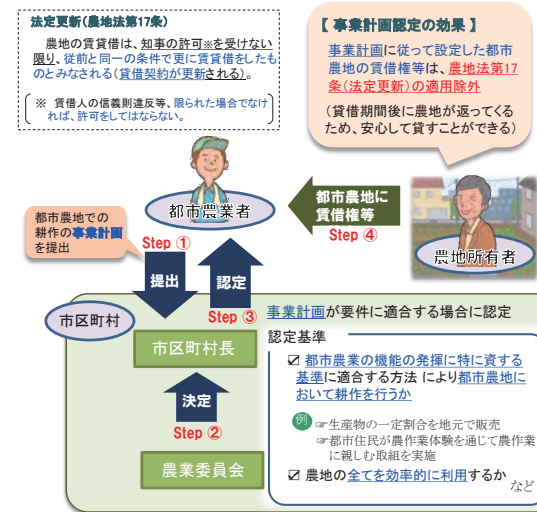 法定更新(農地法第17条)
農地の賃貸借は、知事の許可※を受けない
限り、従前と同一の条件で更に賃貸借をしたも
のとみなされる(貸借契約が更新される)。
※ 賃借人の信義則違反等、限られた場合でなけ
れば、許可をしてはならない。
【 事業計画認定の効果 】
事業計画に従って設定した都市
農地の賃借権等は、農地法第17
条(法定更新)の適用除外
(貸借期間後に農地が返ってくる
ため、安心して貸すことができる)
都市農業者
都市農地に
賃借権等
Step ④
農地所有者
都市農地での
耕作の事業計画
を提出
Step ①
提出
認定
Step ③
市区町村
事業計画が要件に適合する場合に認定
市区町村長
決定
Step ②
農業委員会
認定基準
☑ 都市農業の機能の発揮に特に資する
基準に適合する方法 により都市農地に
おいて耕作を行うか
例 ☞生産物の一定割合を地元で販売
☞都市住民が農作業体験を通じて農作業
に親しむ取組を実施
☑ 農地の全てを効率的に利用するか
など